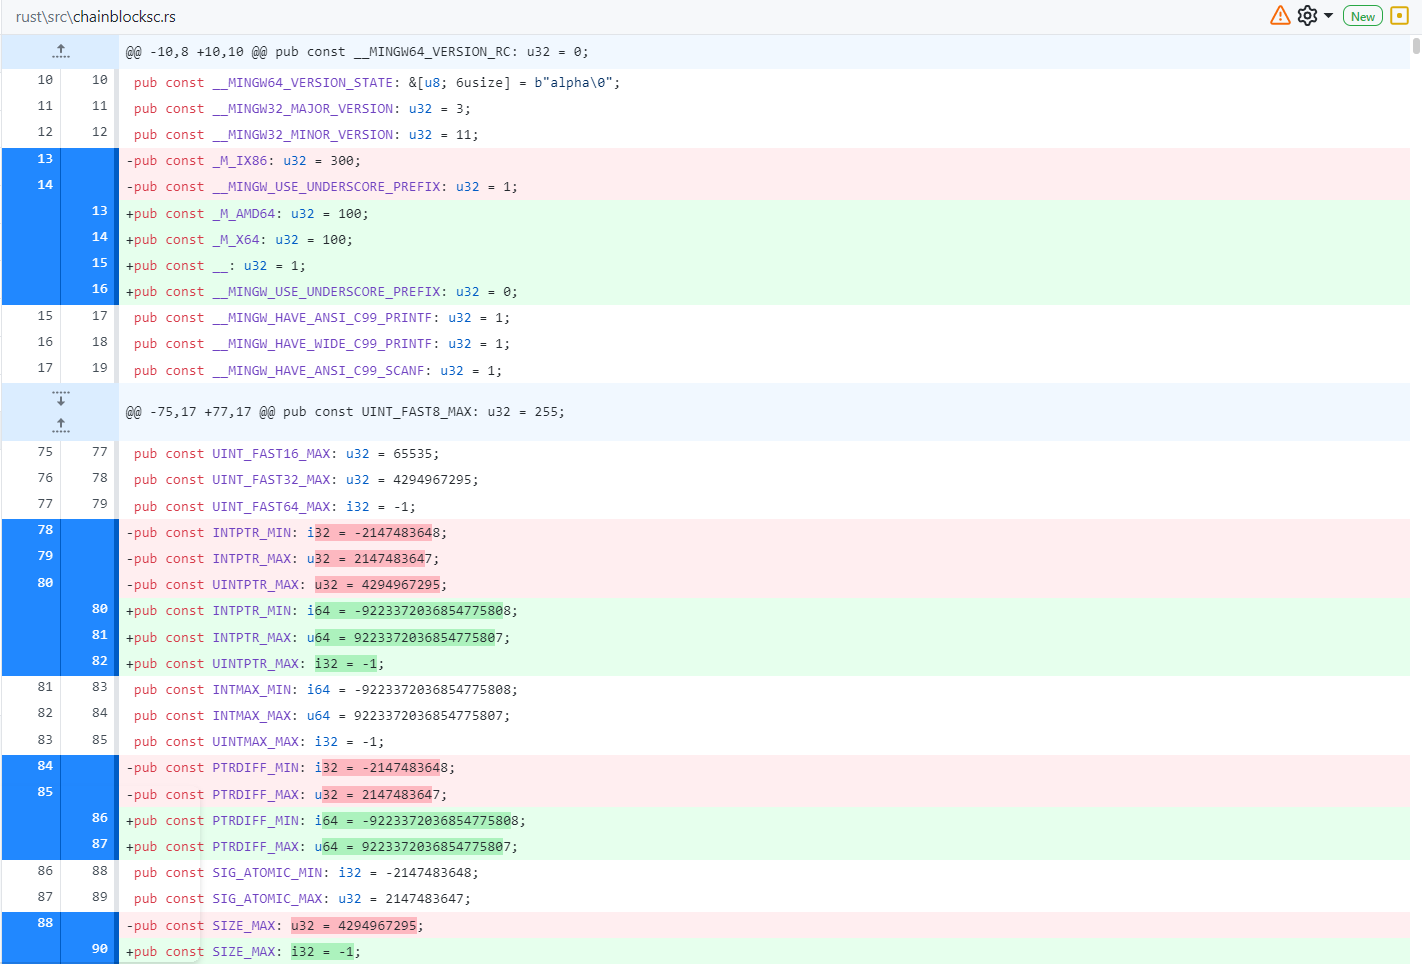 rust\src\chainblocksc.rs New
@@ -10,8 +10,10 @@ pub const __MINGW64_VERSION_RC: u32 = 0;
10 10 pub const __MINGW64_VERSION_STATE: &[u8; 6usize] = b"alpha\0";
11 11 pub const __MINGW32_MAJOR_VERSION: u32 = 3;
12 12 pub const __MINGW32_MINOR_VERSION: u32 = 11;
13 -pub const _M_IX86: u32 = 300;
14 -pub const __MINGW_USE_UNDERSCORE_PREFIX: u32 = 1;
13 +pub const _M_AMD64: u32 = 100;
14 +pub const _M_X64: u32 = 100;
15 +pub const __: u32 = 1;
16 +pub const __MINGW_USE_UNDERSCORE_PREFIX: u32 = 0;
15 17 pub const __MINGW_HAVE_ANSI_C99_PRINTF: u32 = 1;
16 18 pub const __MINGW_HAVE_WIDE_C99_PRINTF: u32 = 1;
17 19 pub const __MINGW_HAVE_ANSI_C99_SCANF: u32 = 1;
@@ -75,17 +77,17 @@ pub const UINT_FAST8_MAX: u32 = 255;
75 77 pub const UINT_FAST16_MAX: u32 = 65535;
76 78 pub const UINT_FAST32_MAX: u32 = 4294967295;
77 79 pub const UINT_FAST64_MAX: i32 = -1;
78 -pub const INTPTR_MIN: i32 = -2147483648;
79 -pub const INTPTR_MAX: u32 = 2147483647;
80 -pub const UINTPTR_MAX: u32 = 4294967295;
80 +pub const INTPTR_MIN: i64 = -9223372036854775808;
81 +pub const INTPTR_MAX: u64 = 9223372036854775807;
82 +pub const UINTPTR_MAX: i32 = -1;
81 83 pub const INTMAX_MIN: i64 = -9223372036854775808;
82 84 pub const INTMAX_MAX: u64 = 9223372036854775807;
83 85 pub const UINTMAX_MAX: i32 = -1;
84 -pub const PTRDIFF_MIN: i32 = -2147483648;
85 -pub const PTRDIFF_MAX: u32 = 2147483647;
86 +pub const PTRDIFF_MIN: i64 = -9223372036854775808;
87 +pub const PTRDIFF_MAX: u64 = 9223372036854775807;
86 88 pub const SIG_ATOMIC_MIN: i32 = -2147483648;
87 89 pub const SIG_ATOMIC_MAX: u32 = 2147483647;
88 -pub const SIZE_MAX: u32 = 4294967295;
90 +pub const SIZE_MAX: i32 = -1;